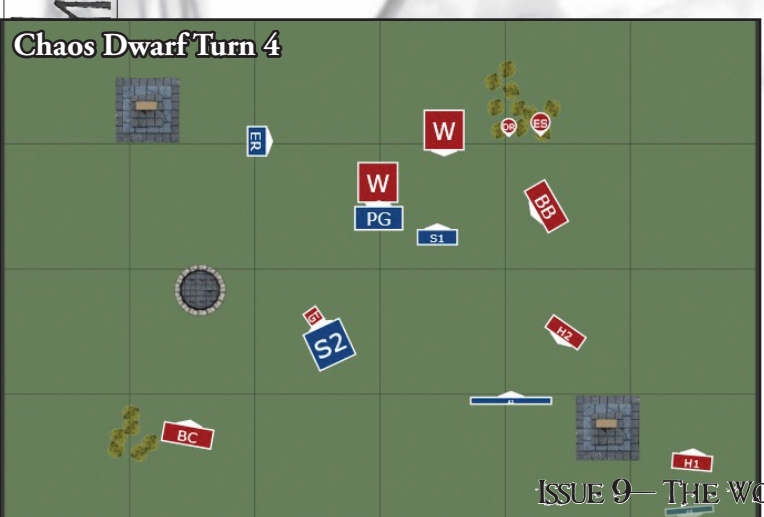 Chaos Dwarf Turn 4
W
DR
ES
ER
W
BB
PG
S1
GT
H2
S2
BC
H1
ISSUE 9— THE WO